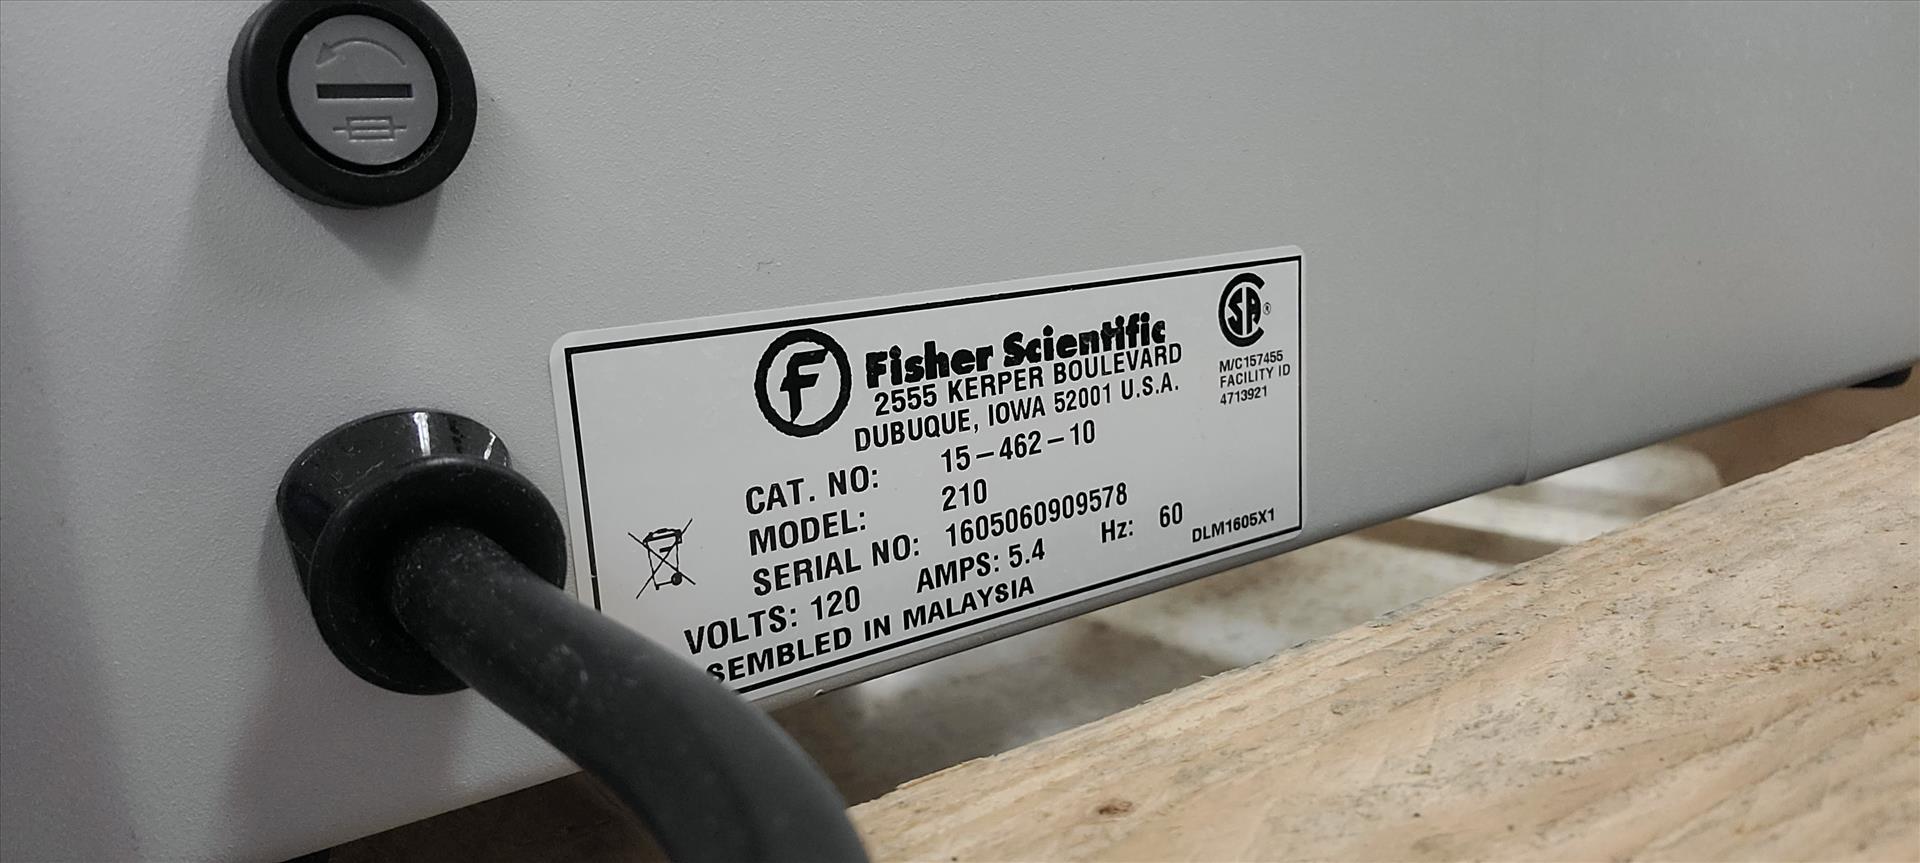 F Fisher Scientific
2555 KERPER BOULEVARD
DUBUQUE, IOWA 52001 U.S.A.
SA ®
M/C157455
FACILITY ID
4713921
CAT. NO: 15-462-10
MODEL: 210
SERIAL NO: 1605060909578
VOLTS: 120 AMPS: 5.4 Hz: 60
SEMBLED IN MALAYSIA
DLM1605X1